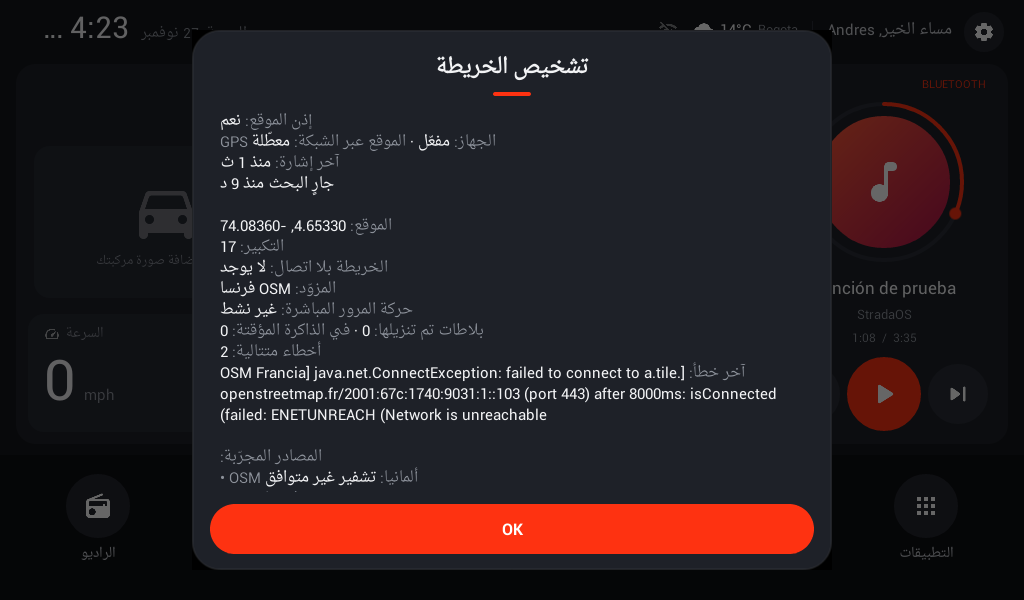 مساء الخير, Andres
Bogota
14°C
27 نوفمبر
4:23 ...
تشخيص الخريطة
إذن الموقع: نعم
GPS الجهاز: مفعّل · الموقع عبر الشبكة: معطّلة
آخر إشارة: منذ 1 ث
جارٍ البحث منذ 9 د
الموقع: 4.65330, -74.08360
التكبير: 17
الخريطة بلا اتصال: لا يوجد
المزوّد: OSM فرنسا
حركة المرور المباشرة: غير نشط
بلاطات تم تنزيلها: 0 · في الذاكرة المؤقتة: 0
أخطاء متتالية: 2
آخر خطأ: [OSM Francia] java.net.ConnectException: failed to connect to a.tile.
openstreetmap.fr/2001:67c:1740:9031:1::103 (port 443) after 8000ms: isConnected
failed: ENETUNREACH (Network is unreachable)
المصادر المجرّبة:
• OSM ألمانيا: تشفير غير متوافق
OK
BLUETOOTH
nción de prueba
StradaOS
1:08 / 3:35
ضافة صورة مركبتك
السرعة
0 mph
الراديو
التطبيقات